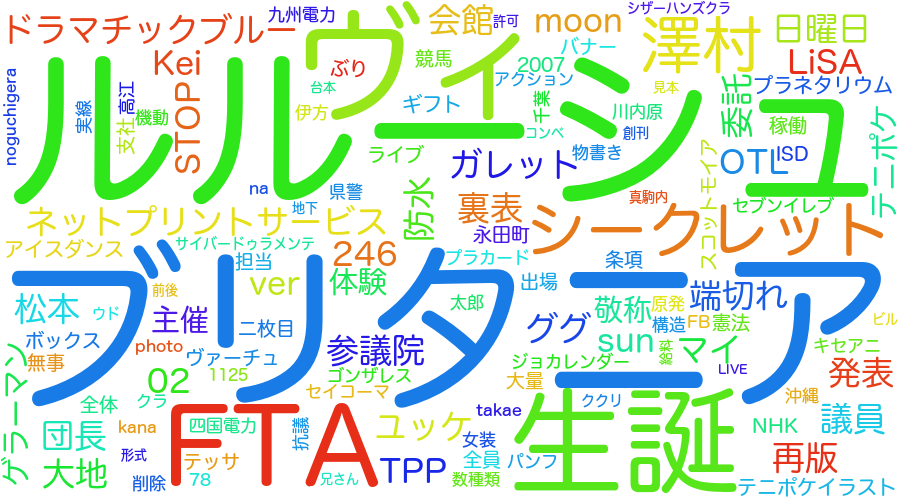 九州電力
シザーハンズクラ
ドラマチックブルー
会館
許可
moon
澤村
日曜日
ヴィ
Kei
ぶり
競馬
2007
バナー
LiSA
noguchigera
ルルーシュ
台本
アクション
見本
プラネタリウム
実線
高江
機動
STOP
伊方
ギフト
千葉
川内原
委託
稼働
テニポケ
支社
コンペ
創刊
ライブ
ガレット
物書き
OTL
ISD
スコットモイア
na
県警
防水
裏表
真駒内
セブンイレブ
地下
ネットプリントサービス
永田町
シークレット
アイスダンス
サイバードゥラメンテ
246
プラカード
条項
担当
ブリタニア
ver
体験
出場
端切れ
前後
松本
ウド
主催
二枚目
太郎
ググ
敬称
原発
構造
FB
憲法
ビル
ボックス
photo
ヴァーチュ
参議院
sun
マイ
キセアニ
無事
1125
ゴンザレス
ジョカレンダー
給料
LIVE
発表
グラーマン
02
セイコーマ
大量
全体
クラ
FTA
takae
生誕
ククリ
沖縄
団長
kana
四国電力
抗議
ユッケ
女装
NHK
議員
大地
形式
テッサ
TPP
全員
パンフ
再版
削除
78
兄さん
数種類
テニポケイラスト